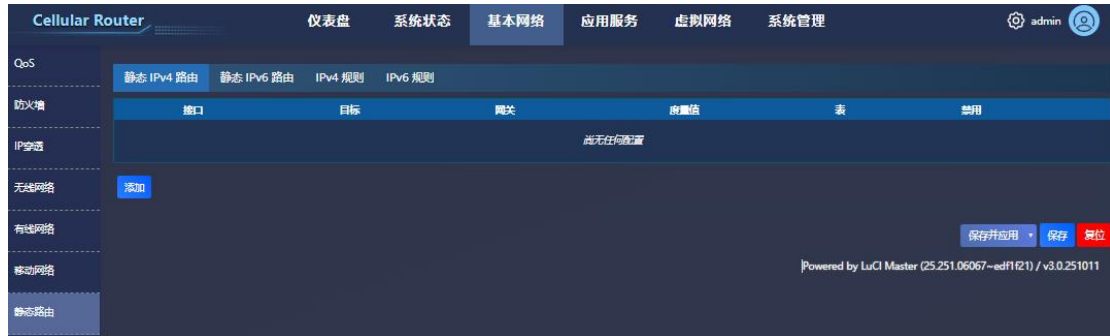 Cellular Router 仪表盘 系统状态 基本网络 应用服务 虚拟网络 系统管理 admin
QoS
防火墙
IP穿透
无线网络
有线网络
移动网络
静态路由
静态 IPv4 路由 静态 IPv6 路由 IPv4 规则 IPv6 规则
接口 目标 网关 度量值 表 禁用
尚无任何配置
添加
保存并应用 保存 复位
Powered by LuCI Master (25.251.06067~edf1f21) / v3.0.251011